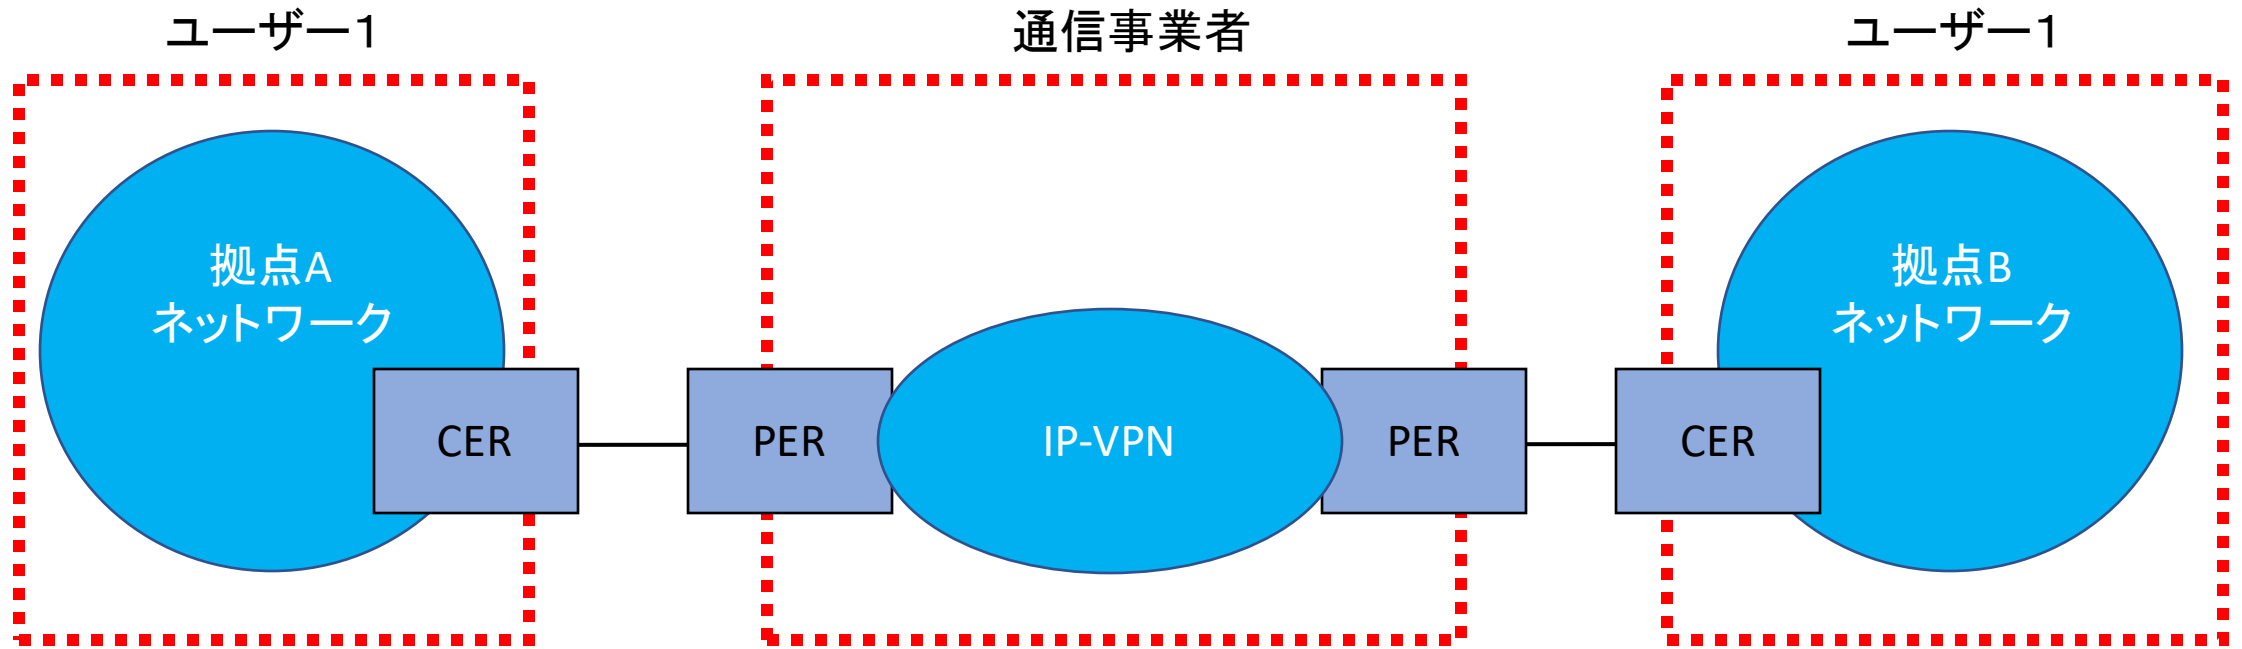 ユーザー1
通信事業者
ユーザー1
拠点A
ネットワーク
拠点B
ネットワーク
CER
PER
IP-VPN
PER
CER